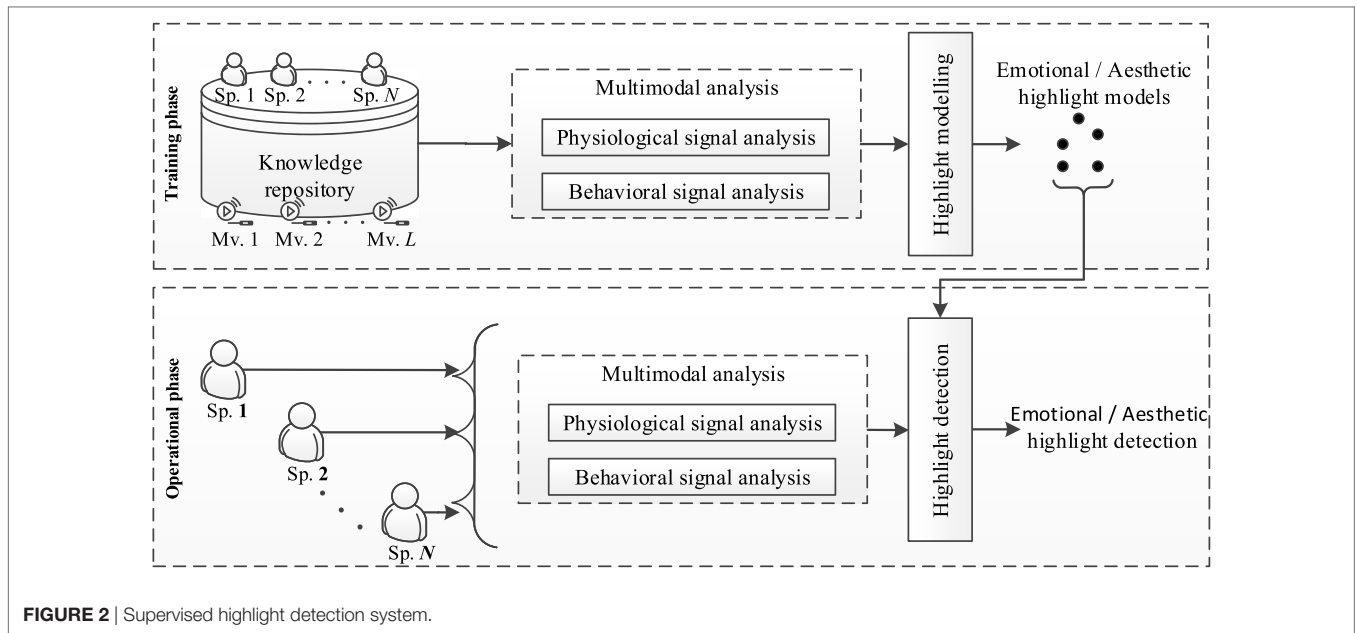 Training phase
Sp. 1 Sp. 2 Sp. N
Knowledge
repository
Mv. 1 Mv. 2 Mv. L
Multimodal analysis
Physiological signal analysis
Behavioral signal analysis
Highlight modelling
Emotional / Aesthetic
highlight models
Operational phase
Sp. 1
Sp. 2
Sp. N
Multimodal analysis
Physiological signal analysis
Behavioral signal analysis
Highlight detection
Emotional / Aesthetic
highlight detection
FIGURE 2 | Supervised highlight detection system.